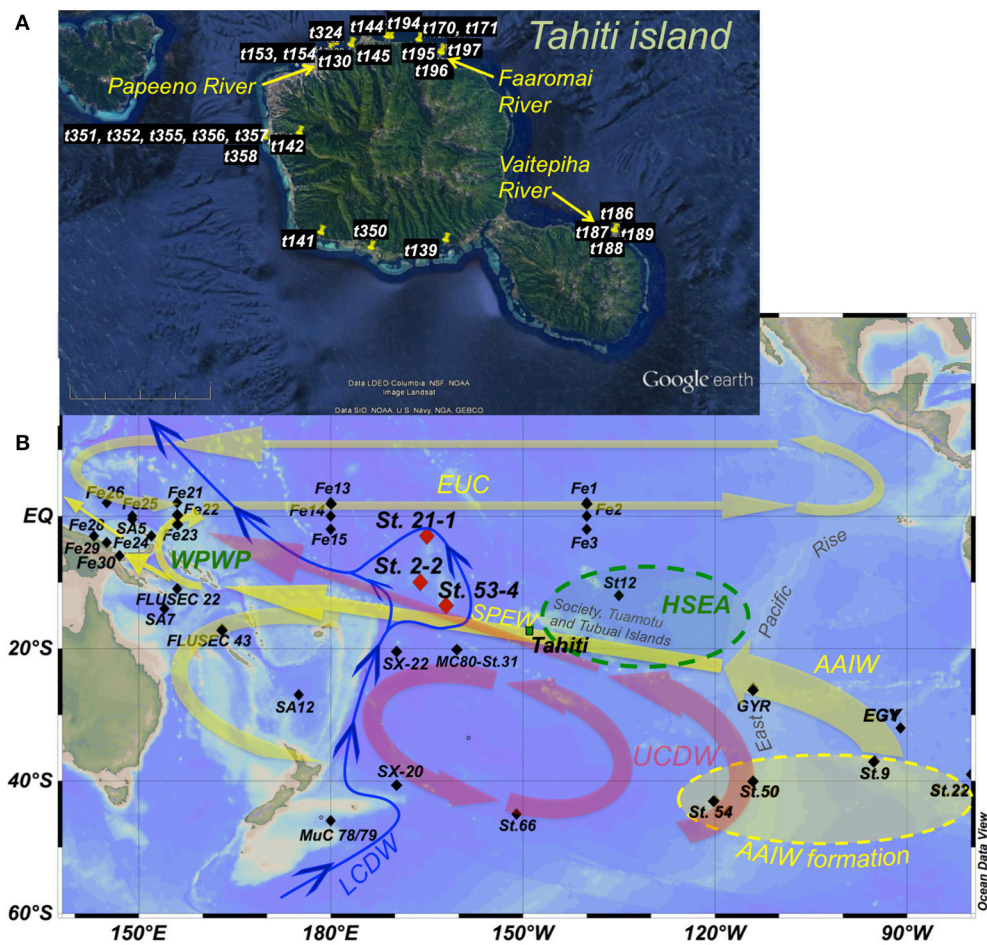 A
Tahiti island
t324
t144
t194
t170, t171
t153, t154
t130
t145
t195
t197
t196
Papeeno River
Faaromai
River
t351, t352, t355, t356, t357
t358
t142
Vaitepiha
River
t186
t187
t189
t188
t141
t350
t139
Data LDEO-Columbia, NSF, NOAA
Image Landsat
Data SIO, NOAA, U.S. Navy, NGA, GEBCO
Google earth
B
EUC
Fe26
Fe25
Fe21
Fe22
Fe13
Fe1
EQ
Fe28
SA5
Fe14
St. 21-1
Fe2
Fe29
Fe24
Fe23
Fe15
Fe3
Fe30
WPWP
St. 2-2
Rise
FLUSEC 22
St. 53-4
St12
HSEA
SA7
SPEW
Society, Tuamotu
and Tubuai Islands
Pacific
FLUSEC 43
Tahiti
20°S
SX-22
MC80-St.31
AAIW
SA12
GYR
EGY
East
UCDW
SX-20
St.9
40°S
St.50
St.22
St. 54
MuC 78/79
St.66
LCDW
AAIW formation
60°S
150°E
180°E
150°W
120°W
90°W
Ocean Data View